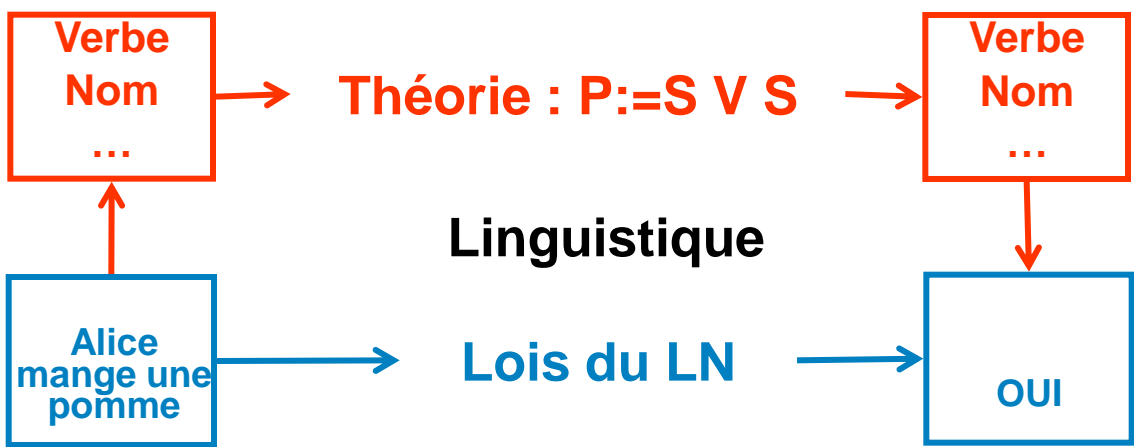 Verbe
Nom
...
Théorie : P:=S V S
Verbe
Nom
...
Linguistique
Alice
mange une
pomme
Lois du LN
OUI